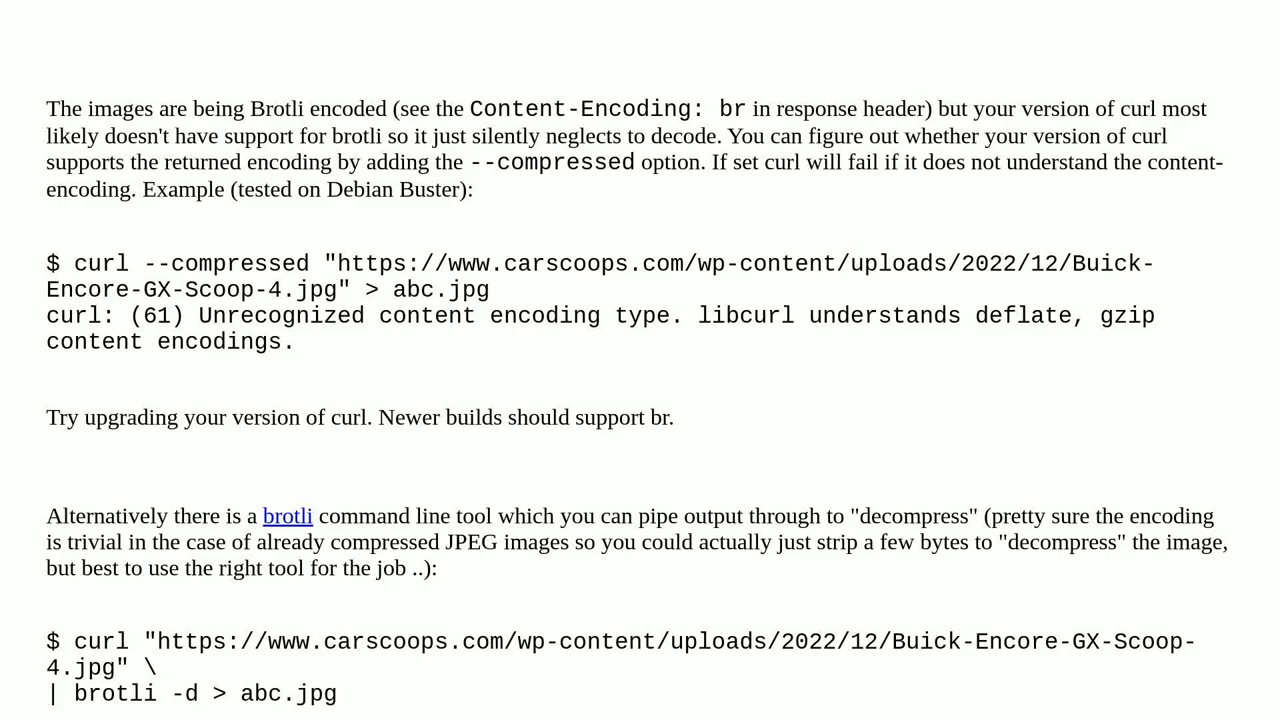 The images are being Brotli encoded (see the Content-Encoding: br in response header) but your version of curl most
likely doesn't have support for brotli so it just silently neglects to decode. You can figure out whether your version of curl
supports the returned encoding by adding the --compressed option. If set curl will fail if it does not understand the content-
encoding. Example (tested on Debian Buster):
$ curl --compressed "https://www.carscoops.com/wp-content/uploads/2022/12/Buick-
Encore-GX-Scoop-4.jpg" > abc.jpg
curl: (61) Unrecognized content encoding type. libcurl understands deflate, gzip
content encodings.
Try upgrading your version of curl. Newer builds should support br.
Alternatively there is a brotli command line tool which you can pipe output through to "decompress" (pretty sure the encoding
is trivial in the case of already compressed JPEG images so you could actually just strip a few bytes to "decompress" the image,
but best to use the right tool for the job ..):
$ curl "https://www.carscoops.com/wp-content/uploads/2022/12/Buick-Encore-GX-Scoop-
4.jpg" \
| brotli -d > abc.jpg